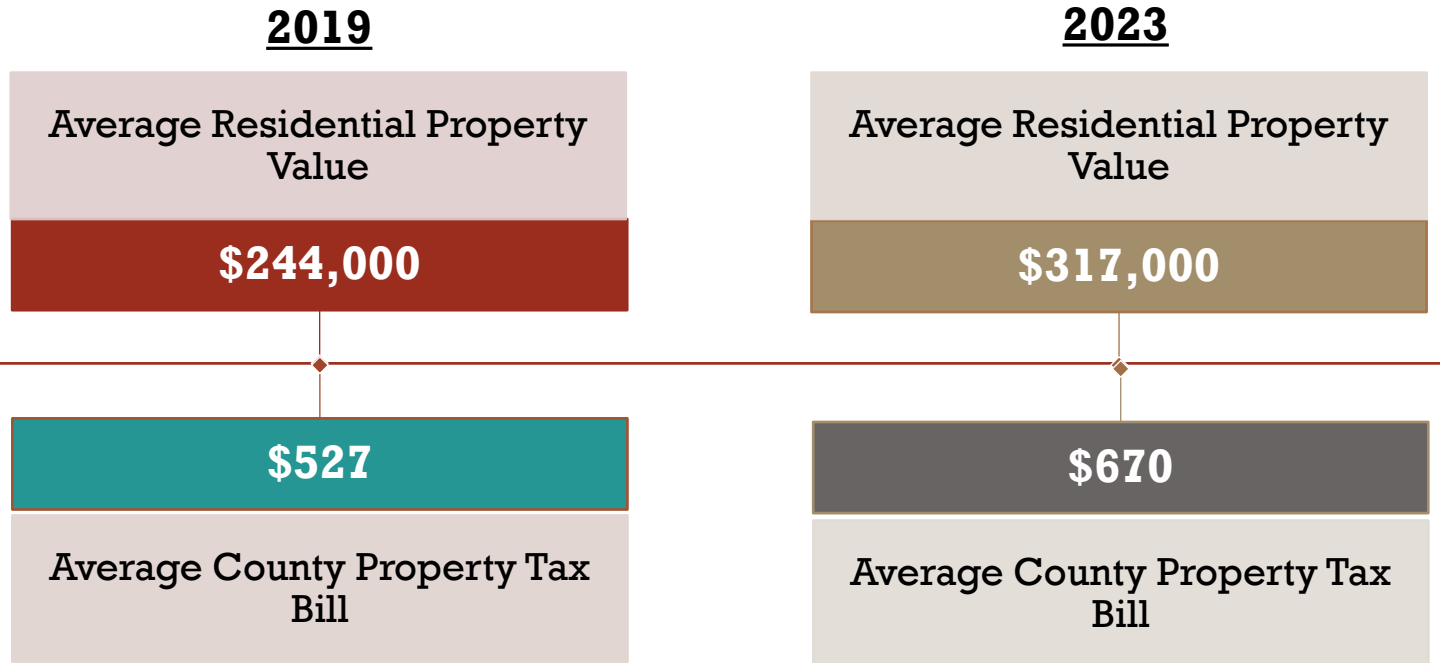 2019
Average Residential Property
Value
$244,000
$527
Average County Property Tax
Bill
2023
Average Residential Property
Value
$317,000
$670
Average County Property Tax
Bill